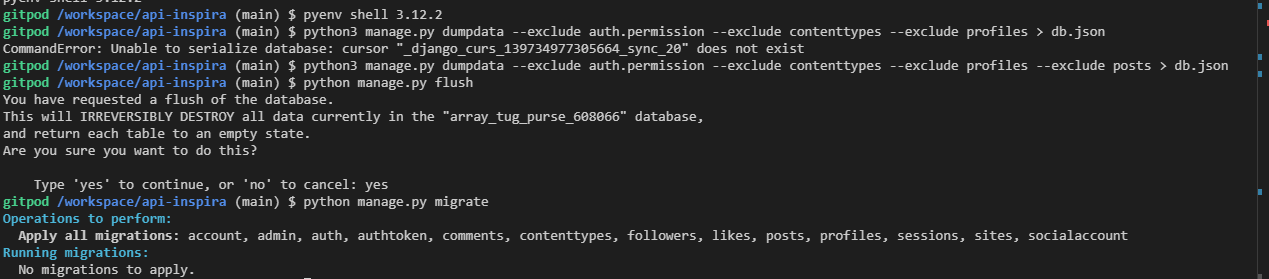 gitpod /workspace/api-inspira (main) $ pyenv shell 3.12.2
gitpod /workspace/api-inspira (main) $ python3 manage.py dumpdata --exclude auth.permission --exclude contenttypes --exclude profiles > db.json
CommandError: Unable to serialize database: cursor "_django_curs_139734977305664_sync_20" does not exist
gitpod /workspace/api-inspira (main) $ python3 manage.py dumpdata --exclude auth.permission --exclude contenttypes --exclude profiles --exclude posts > db.json
gitpod /workspace/api-inspira (main) $ python manage.py flush
You have requested a flush of the database.
This will IRREVERSIBLY DESTROY all data currently in the "array_tug_purse_608066" database,
and return each table to an empty state.
Are you sure you want to do this?
Type 'yes' to continue, or 'no' to cancel: yes
gitpod /workspace/api-inspira (main) $ python manage.py migrate
Operations to perform:
Apply all migrations: account, admin, auth, authtoken, comments, contenttypes, followers, likes, posts, profiles, sessions, sites, socialaccount
Running migrations:
No migrations to apply.